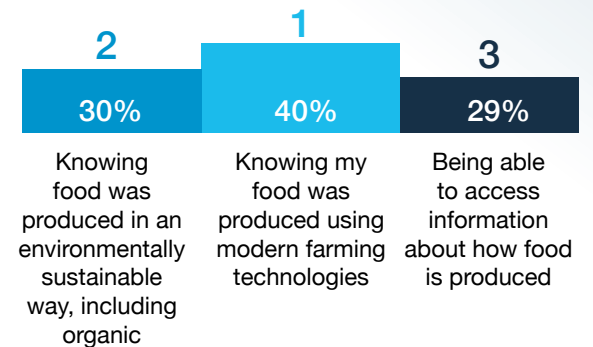 2
1
3
30%
40%
29%
Knowing
food was
produced in an
environmentally
sustainable
way, including
organic
Knowing my
food was
produced using
modern farming
technologies
Being able
to access
information
about how food
is produced